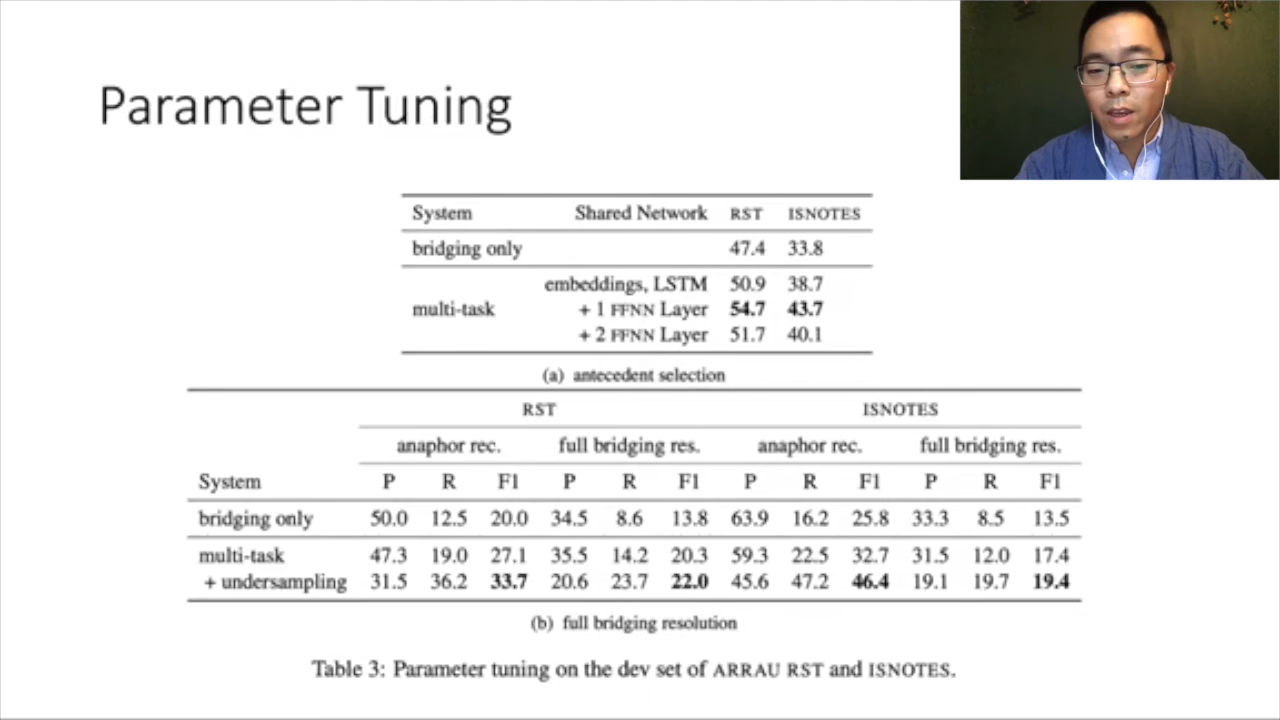 Parameter Tuning
System Shared Network RST ISNOTES
bridging only 47.4 33.8
embeddings, LSTM 50.9 38.7
multi-task + 1 FFNN Layer 54.7 43.7
+ 2 FFNN Layer 51.7 40.1
(a) antecedent selection
RST ISNOTES
anaphor rec. full bridging res. anaphor rec. full bridging res.
System P R F1 P R F1 P R F1 P R F1
bridging only 50.0 12.5 20.0 34.5 8.6 13.8 63.9 16.2 25.8 33.3 8.5 13.5
multi-task 47.3 19.0 27.1 35.5 14.2 20.3 59.3 22.5 32.7 31.5 12.0 17.4
+ undersampling 31.5 36.2 33.7 20.6 23.7 22.0 45.6 47.2 46.4 19.1 19.7 19.4
(b) full bridging resolution
Table 3: Parameter tuning on the dev set of ARRAU RST and ISNOTES.